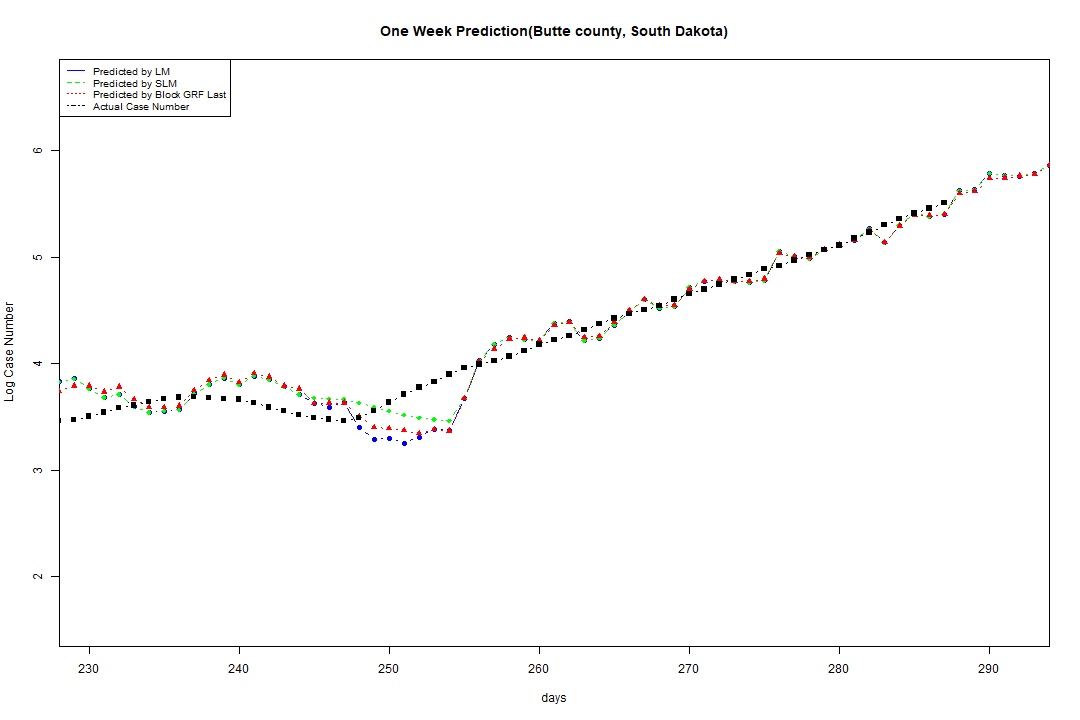 One Week Prediction(Butte county, South Dakota)
Predicted by LM
Predicted by SLM
Predicted by Block GRF Last
Actual Case Number
6
5
4
3
2
Log Case Number
230 240 250 260 270 280 290
days